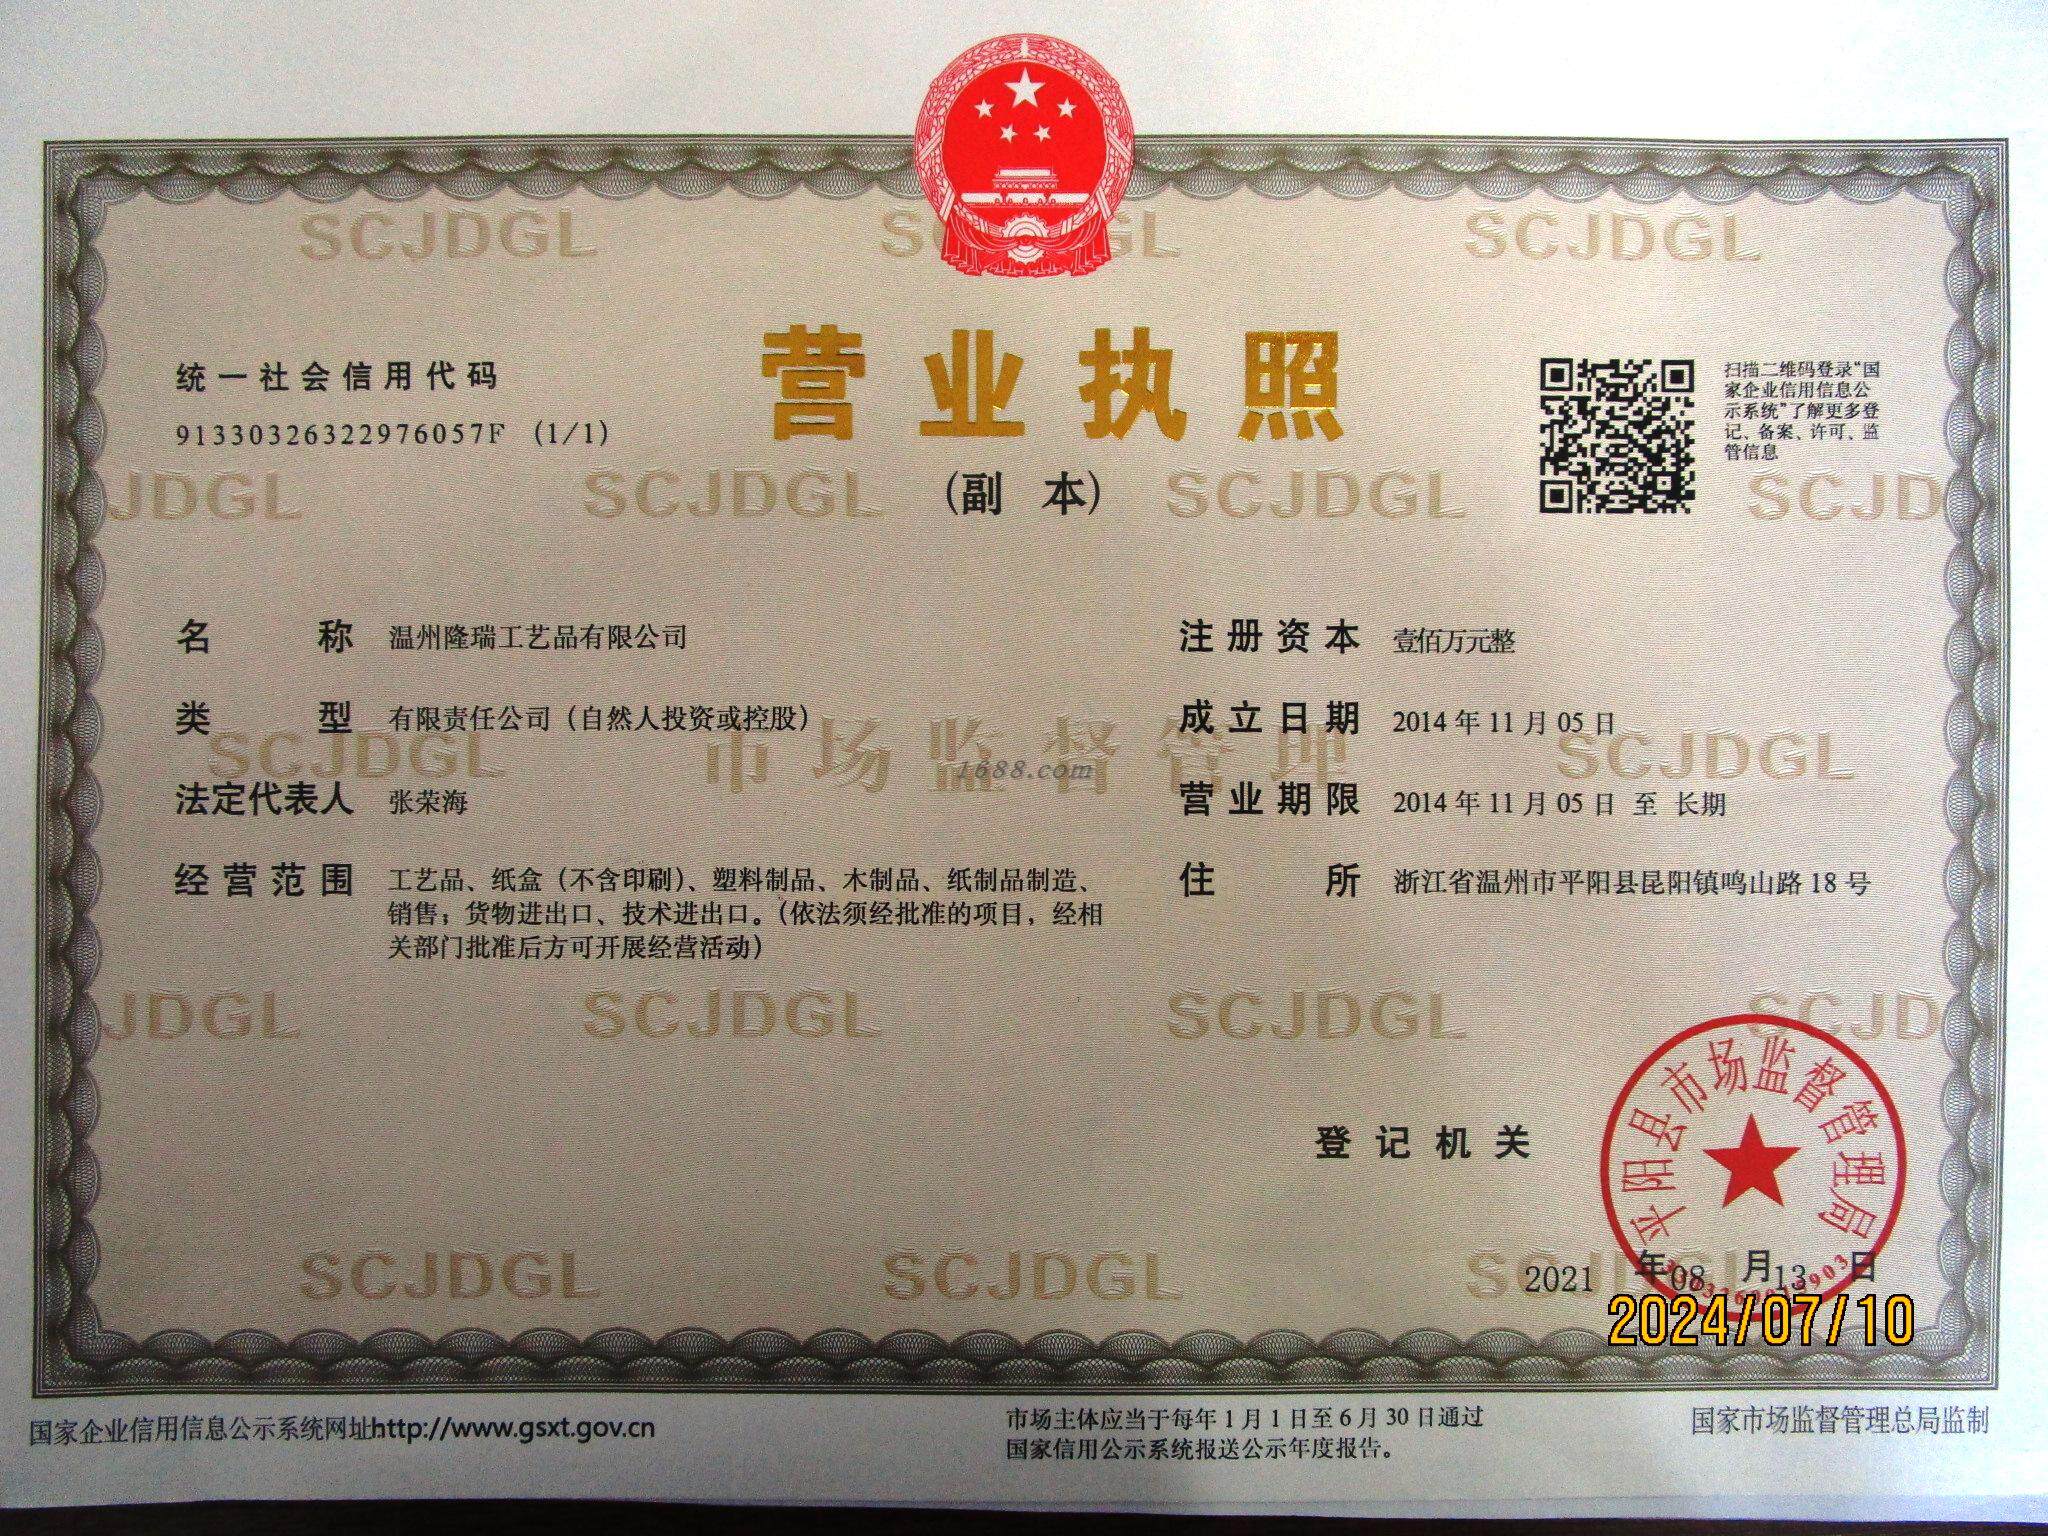 SCJDGL SCJDGL SCJDGL
营业执照
(副 本)
统一社会信用代码
91330326322976057F (1/1)
扫描二维码登录“国
家企业信用信息公
示系统”了解更多登
记、备案、许可、监
管信息
JDGL SCJDGL SCJDGL SCJD
名 称 温州隆瑞工艺品有限公司
类 型 有限责任公司（自然人投资或控股）
法定代表人 张荣海
经营范围 工艺品、纸盒（不含印刷）、塑料制品、木制品、纸制品制造、
销售；货物进出口、技术进出口。（依法须经批准的项目，经相
关部门批准后方可开展经营活动）
注册资本 壹佰万元整
成立日期 2014年11月05日
营业期限 2014年11月05日 至 长期
住 所 浙江省温州市平阳县昆阳镇鸣山路18号
SCJDGL 市场监督管理 SCJDGL
1688.com
JDGL SCJDGL SCJDGL SCJD
登记机关
平阳县市场监督管理局
2021 年08 月13 日
SCJDGL SCJDGL SCJDGL
2024/07/10
国家企业信用信息公示系统网址http://www.gsxt.gov.cn
市场主体应当于每年1月1日至6月30日通过
国家信用公示系统报送公示年度报告。
国家市场监督管理总局监制